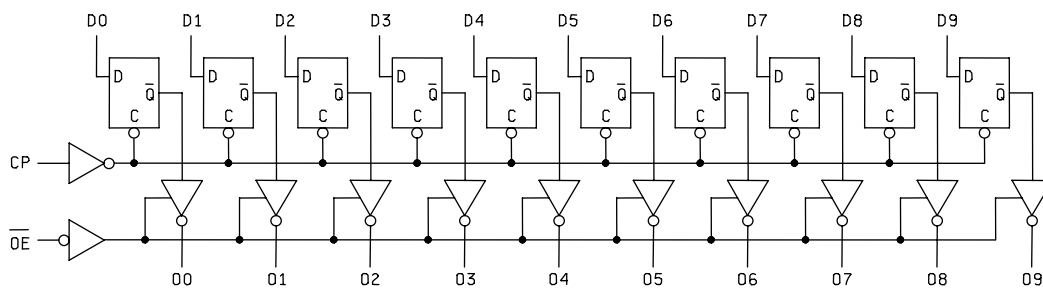 D0 D1 D2 D3 D4 D5 D6 D7 D8 D9
D D D D D D D D D D
Q̅ Q̅ Q̅ Q̅ Q̅ Q̅ Q̅ Q̅ Q̅ Q̅
C C C C C C C C C C
CP
O̅E̅
O0 O1 O2 O3 O4 O5 O6 O7 O8 O9